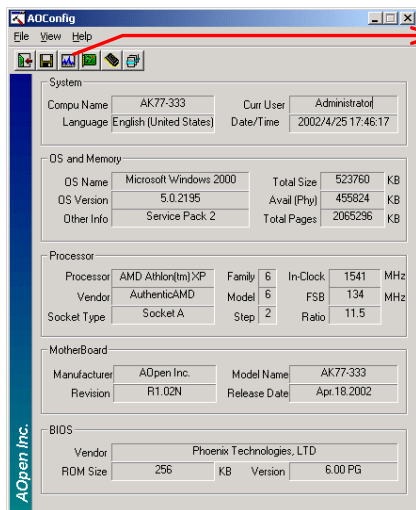 AOConfig
File View Help
System
Compu Name AK77-333 Curr User Administrator
Language English (United States) Date/Time 2002/4/25 17:46:17
OS and Memory
OS Name Microsoft Windows 2000 Total Size 523760 KB
OS Version 5.0.2195 Avail (Phy) 455824 KB
Other Info Service Pack 2 Total Pages 2065296 KB
Processor
Processor AMD Athlon(tm) XP Family 6 In-Clock 1541 MHz
Vendor AuthenticAMD Model 6 FSB 134 MHz
Socket Type Socket A Step 2 Ratio 11.5
MotherBoard
Manufacturer AOpen Inc. Model Name AK77-333
Revision R1.02N Release Date Apr.18.2002
BIOS
Vendor Phoenix Technologies, LTD
ROM Size 256 KB Version 6.00 PG
AOpen Inc.